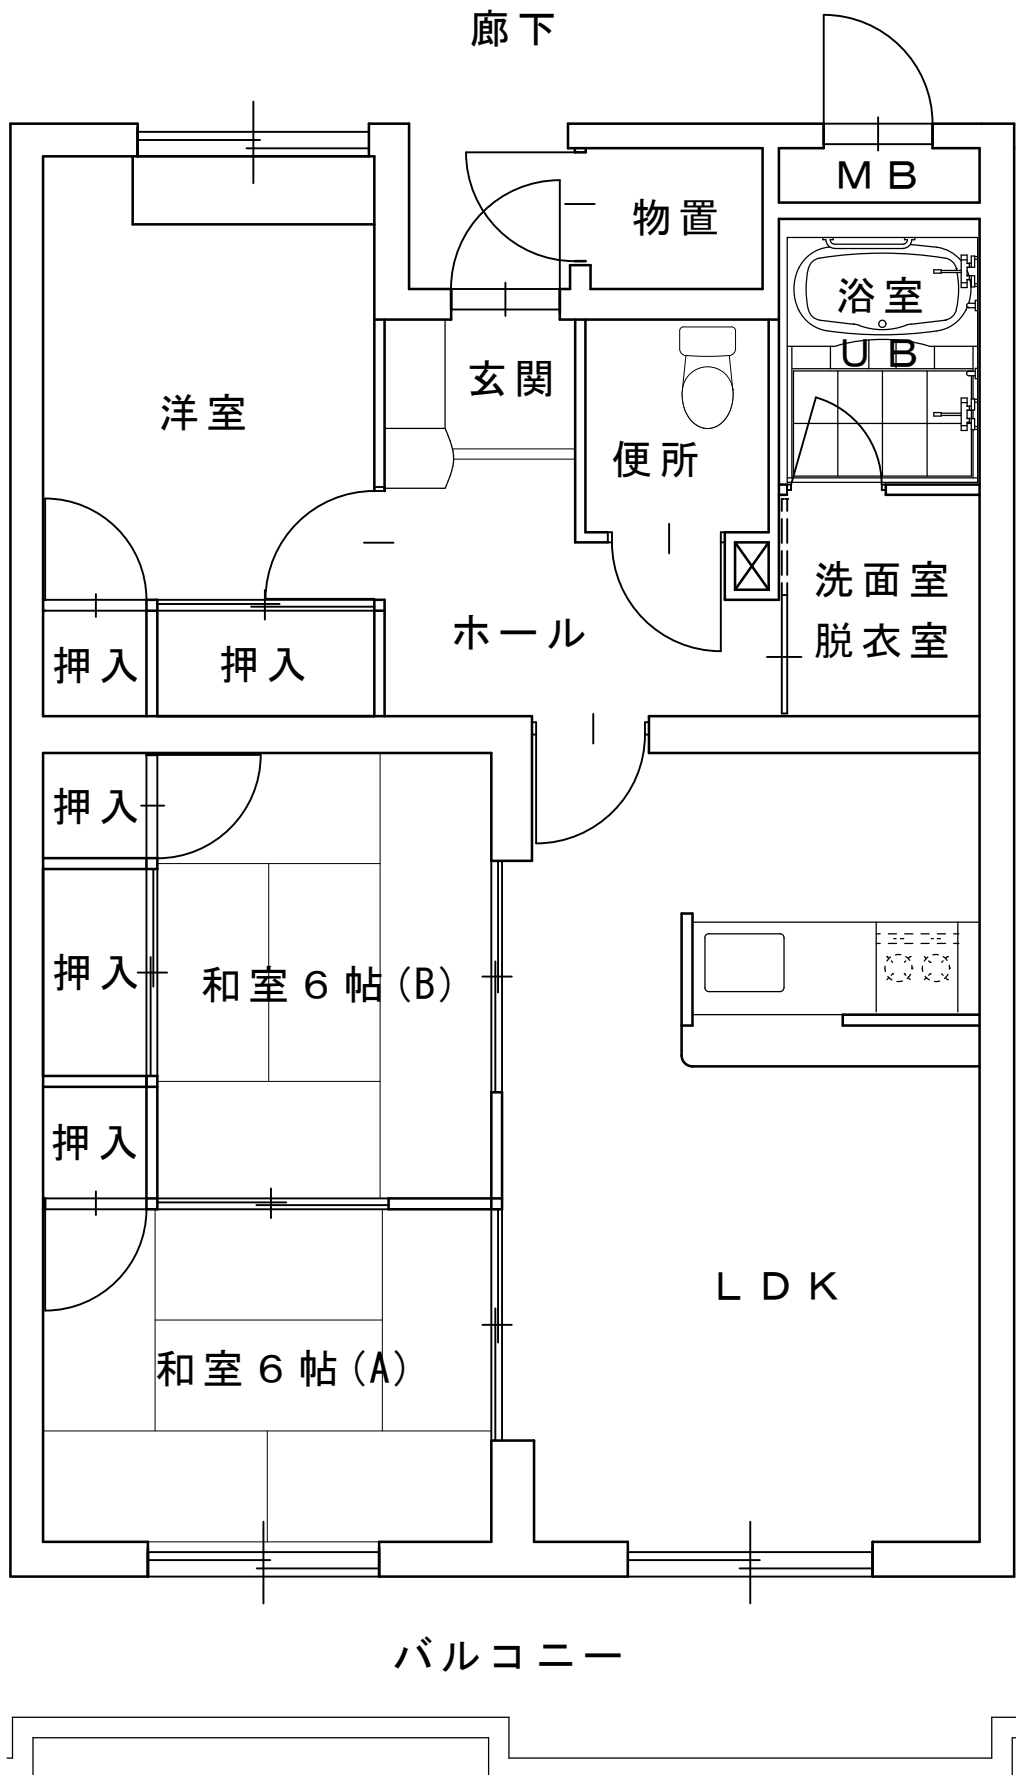 廊下
MB
物置
浴室
UB
玄関
洋室
便所
洗面室
脱衣室
ホール
押入
押入
押入
押入
和室6帖(B)
押入
LDK
和室6帖(A)
バルコニー